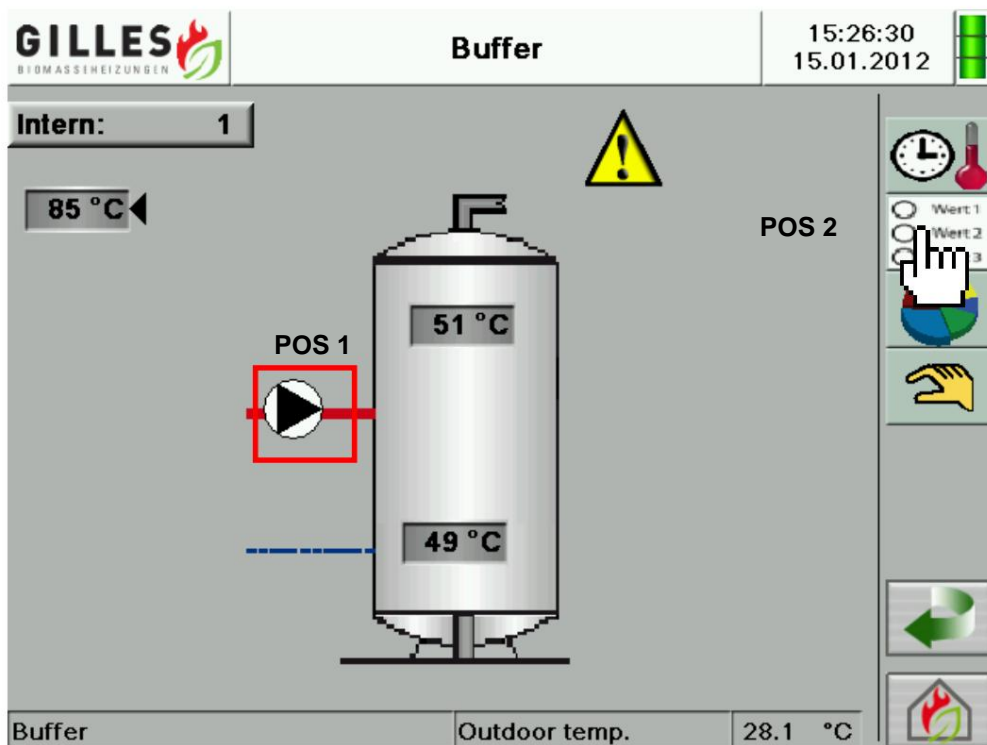 GILLES
BIOMASSEHEIZUNGEN
Buffer
15:26:30
15.01.2012
Intern: 1
85 °C
POS 2
Wert 1
Wert 2
3
51 °C
POS 1
49 °C
Buffer
Outdoor temp.
28.1 °C